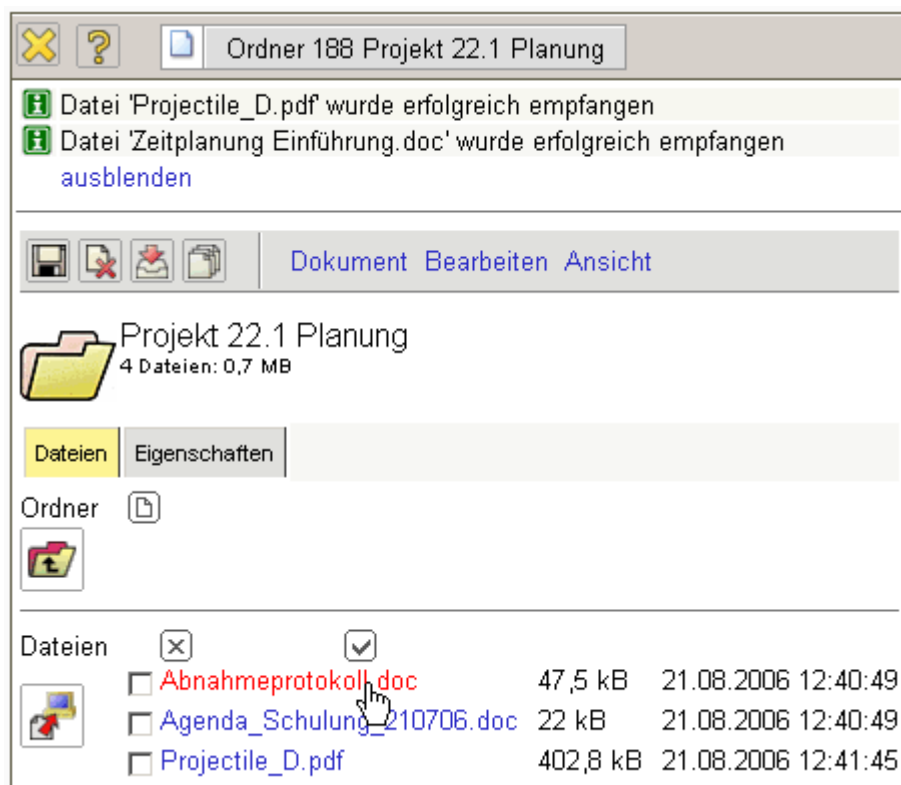 Ordner 188 Projekt 22.1 Planung
Datei 'Projectile_D.pdf' wurde erfolgreich empfangen
Datei 'Zeitplanung Einführung.doc' wurde erfolgreich empfangen
ausblenden
Dokument Bearbeiten Ansicht
Projekt 22.1 Planung
4 Dateien: 0,7 MB
Dateien Eigenschaften
Ordner
Dateien
Abnahmeprotokoll.doc 47,5 kB 21.08.2006 12:40:49
Agenda_Schulung_210706.doc 22 kB 21.08.2006 12:40:49
Projectile_D.pdf 402,8 kB 21.08.2006 12:41:45